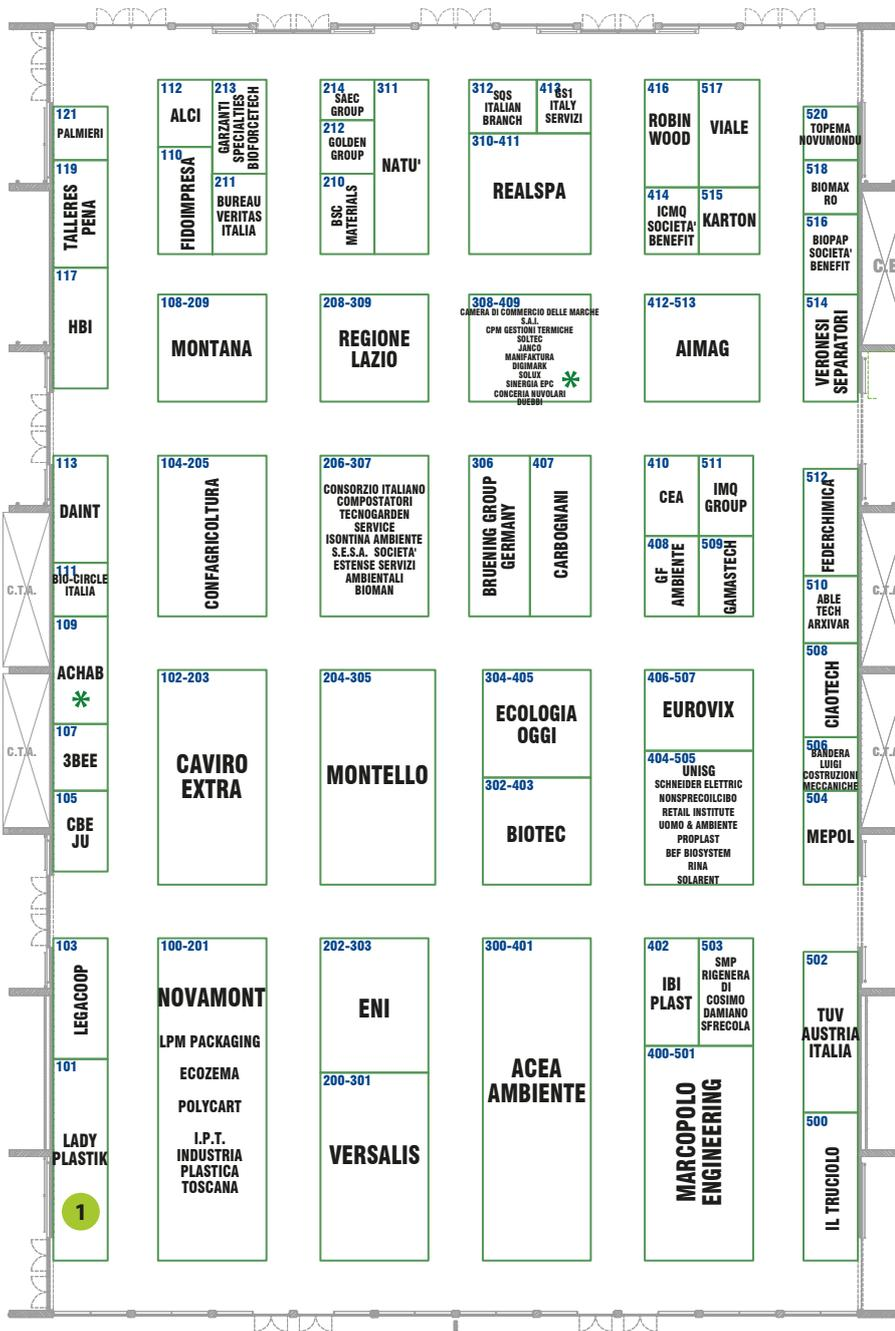 112
ALCI
213
GARZANTI
SPECIALTIES
BIOFORCETECH
110
FIDOIMPRESA
211
BUREAU
VERITAS
ITALIA
214
SAEC
GROUP
212
GOLDEN
GROUP
210
BSC
MATERIALS
311
NATU'
312
SQS
ITALIAN
BRANCH
413
GS1
ITALY
SERVIZI
310-411
REALSPA
416
ROBIN
WOOD
517
VIALE
414
ICMQ
SOCIETA'
BENEFIT
515
KARTON
121
PALMIERI
119
TALLERES
PENA
117
HBI
520
TOPEMA
NOVUMONDU
518
BIOMAX
RO
516
BIOPAP
SOCIETA'
BENEFIT
514
VERONESI
SEPARATORI
108-209
MONTANA
208-309
REGIONE
LAZIO
308-409
CAMERA DI COMMERCIO DELLE MARCHE
S.A.I.
CPM GESTIONI TERMICHE
SOLTEC
JANCO
MANIFAKTURA
DIGIMARK
SOLUX
SINERGIA EPC
CONCERIA NUVOLARI
DUEBBI
*
412-513
AIMAG
113
DAINT
111
BIO-CIRCLE
ITALIA
109
ACHAB
*
107
3BEE
105
CBE
JU
C.T.A.
C.T.A.
104-205
CONFAGRICOLTURA
206-307
CONSORZIO ITALIANO
COMPOSTATORI
TECNOGARDEN
SERVICE
ISONTINA AMBIENTE
S.E.S.A. SOCIETA'
ESTENSE SERVIZI
AMBIENTALI
BIOMAN
306
BRUENING GROUP
GERMANY
407
CARBOGNANI
410
CEA
511
IMQ
GROUP
408
GF
AMBIENTE
509
GAMASTECH
512
FEDERCHIMICA
510
ABLE
TECH
ARXIVAR
508
CIAOTECH
506
BANDERA
LUIGI
COSTRUZIONI
MECCANICHE
504
MEPOL
102-203
CAVIRO
EXTRA
204-305
MONTELLO
304-405
ECOLOGIA
OGGI
302-403
BIOTEC
406-507
EUROVIX
404-505
UNISG
SCHNEIDER ELETTRIC
NONSPRECOILCIBO
RETAIL INSTITUTE
UOMO & AMBIENTE
PROPLAST
BEF BIOSYSTEM
RINA
SOLARENT
103
LEGACOOP
101
LADY
PLASTIK
1
100-201
NOVAMONT
LPM PACKAGING
ECOZEMA
POLYCART
I.P.T.
INDUSTRIA
PLASTICA
TOSCANA
202-303
ENI
200-301
VERSALIS
300-401
ACEA
AMBIENTE
402
IBI
PLAST
503
SMP
RIGENERA
DI
COSIMO
DAMIANO
SFRECOLA
400-501
MARCOPOLO
ENGINEERING
502
TUV
AUSTRIA
ITALIA
500
IL TRUCIOLO